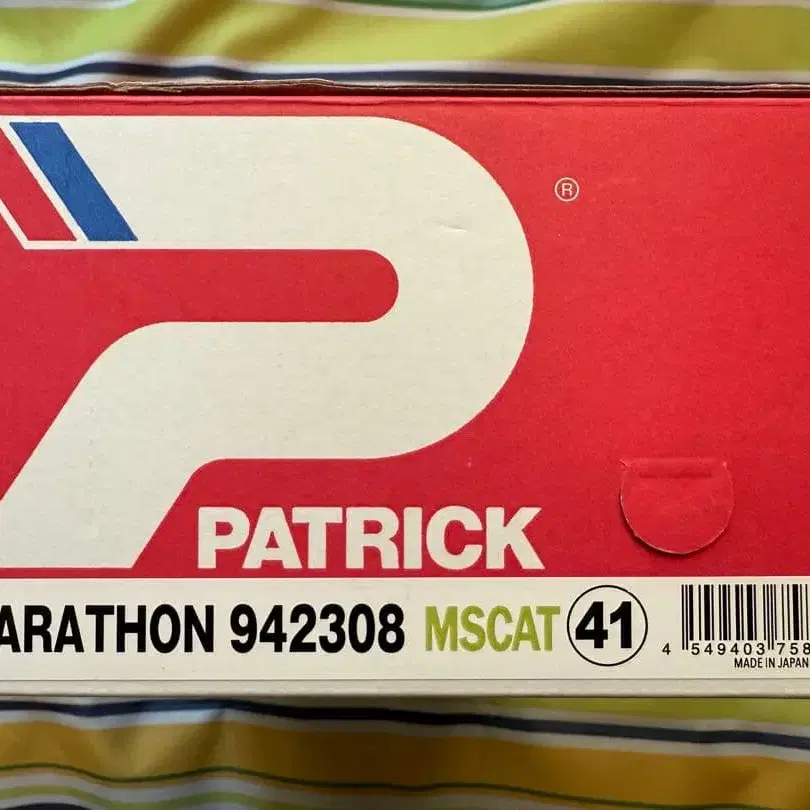 ®
PATRICK
ARATHON 942308 MSCAT 41
4 549403 758
MADE IN JAPAN